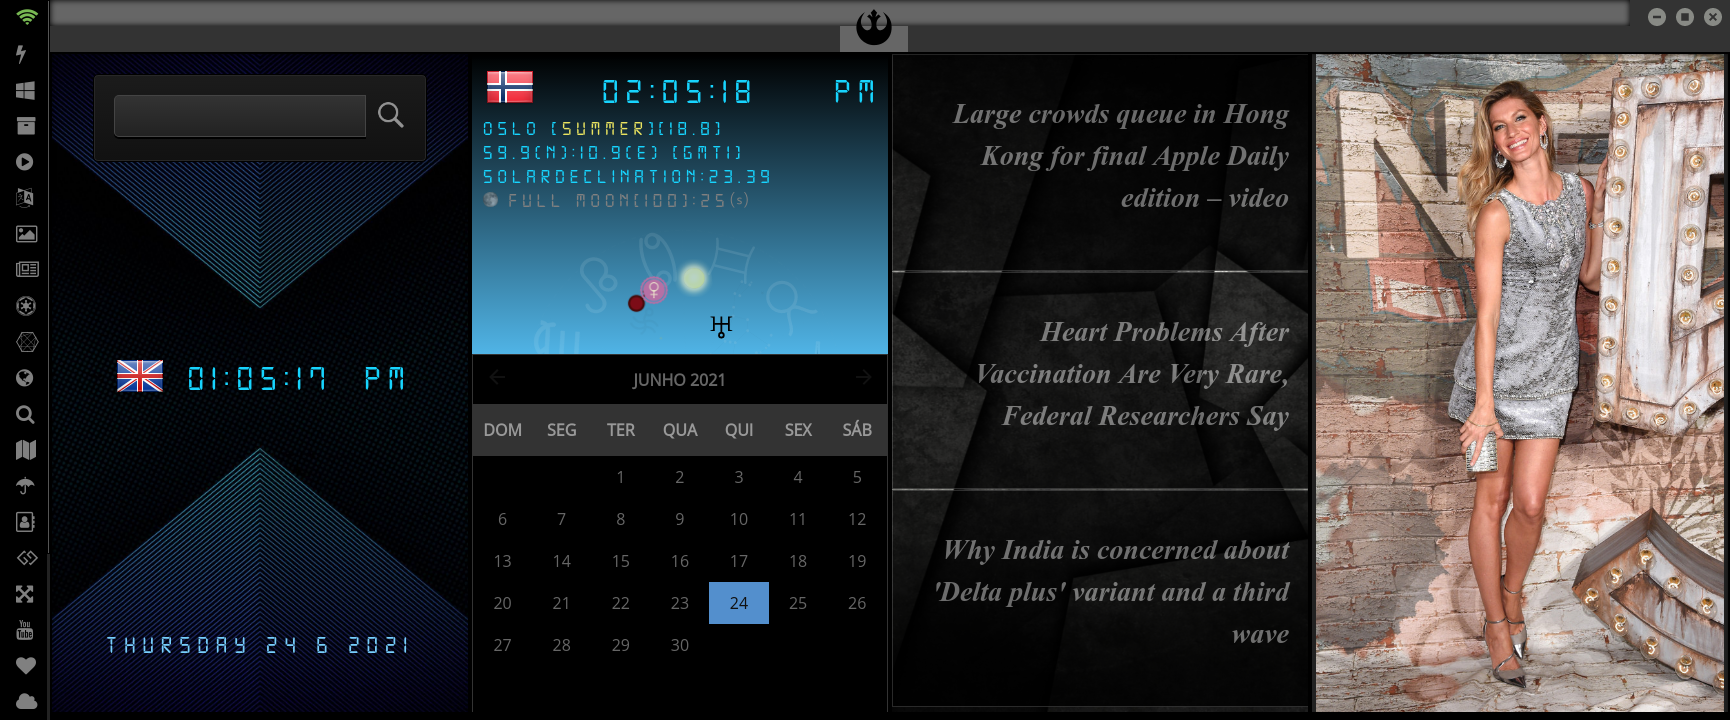 01:05:17 PM
THURSDAY 24 6 2021
02:05:18 PM
OSLO (SUMMER)(18.8)
59.9(N):10.9(E) (GMT1)
SOLARDECLINATION:23.39
FULL MOON(100):25(s)
JUNHO 2021
DOM SEG TER QUA QUI SEX SÁB
1 2 3 4 5
6 7 8 9 10 11 12
13 14 15 16 17 18 19
20 21 22 23 24 25 26
27 28 29 30
Large crowds queue in Hong
Kong for final Apple Daily
edition – video
Heart Problems After
Vaccination Are Very Rare,
Federal Researchers Say
Why India is concerned about
'Delta plus' variant and a third
wave
You
Tube